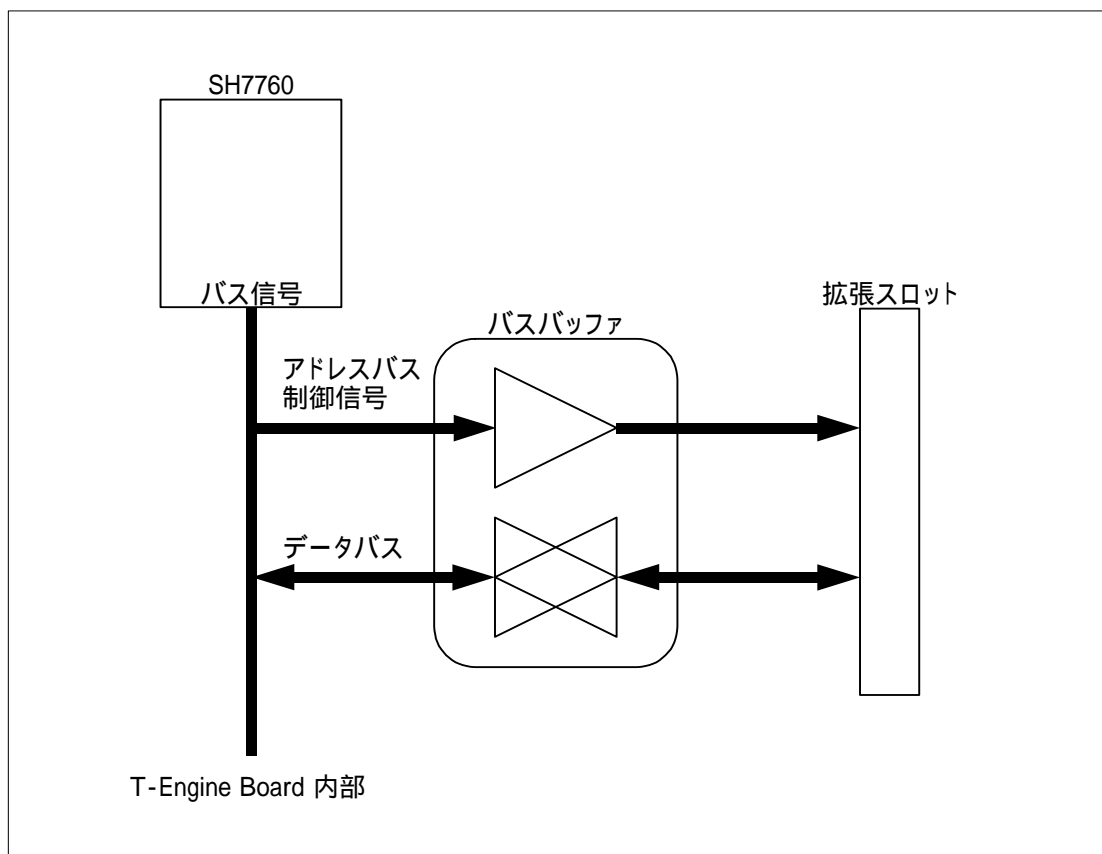 SH7760
バス信号
拡張スロット
バスバッファ
アドレスバス
制御信号
データバス
T-Engine Board 内部